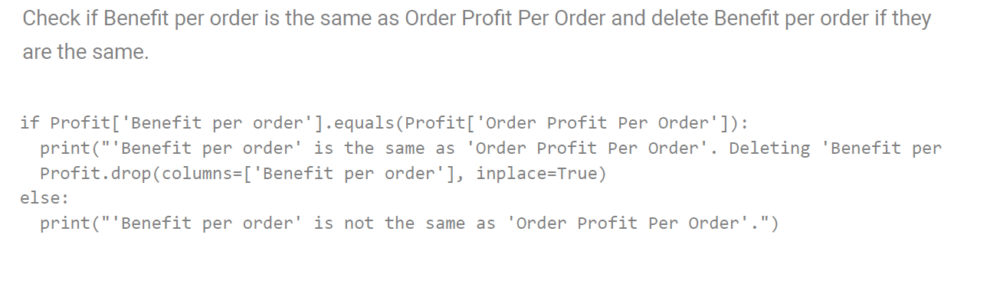 Check if Benefit per order is the same as Order Profit Per Order and delete Benefit per order if they
are the same.
if Profit['Benefit per order'].equals(Profit['Order Profit Per Order']):
  print("'Benefit per order' is the same as 'Order Profit Per Order'. Deleting 'Benefit per
  Profit.drop(columns=['Benefit per order'], inplace=True)
else:
  print("'Benefit per order' is not the same as 'Order Profit Per Order'.")